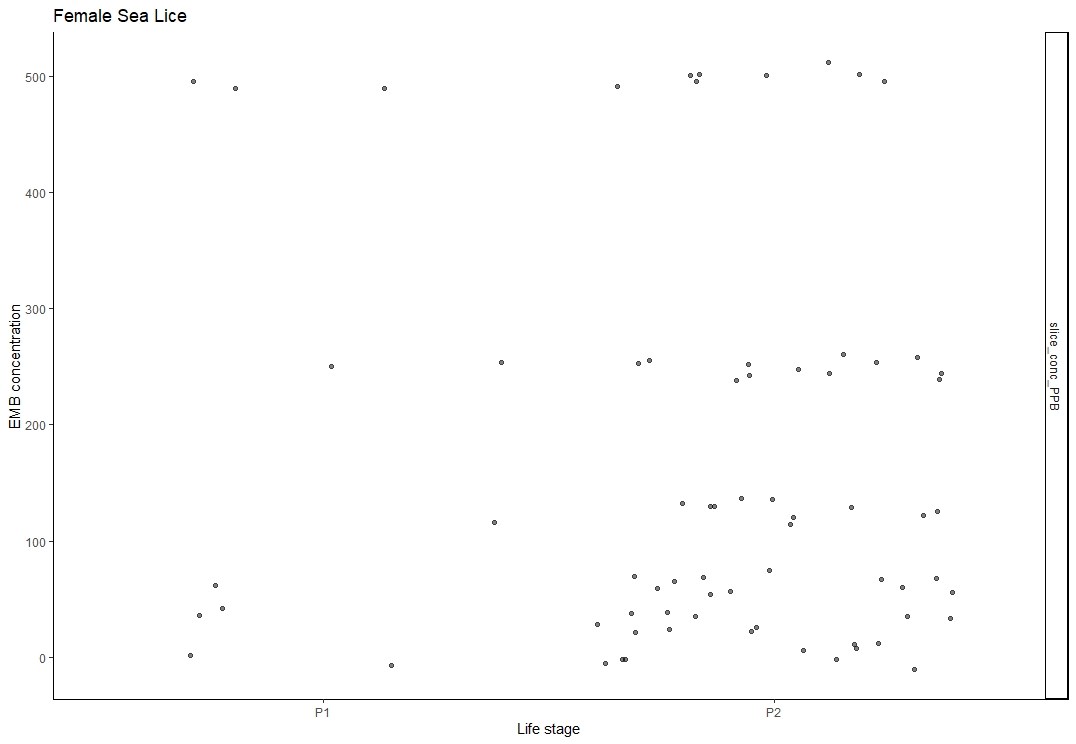 Female Sea Lice
500
400
300
200
100
0
EMB concentration
P1
P2
Life stage
slice_conc_PPB